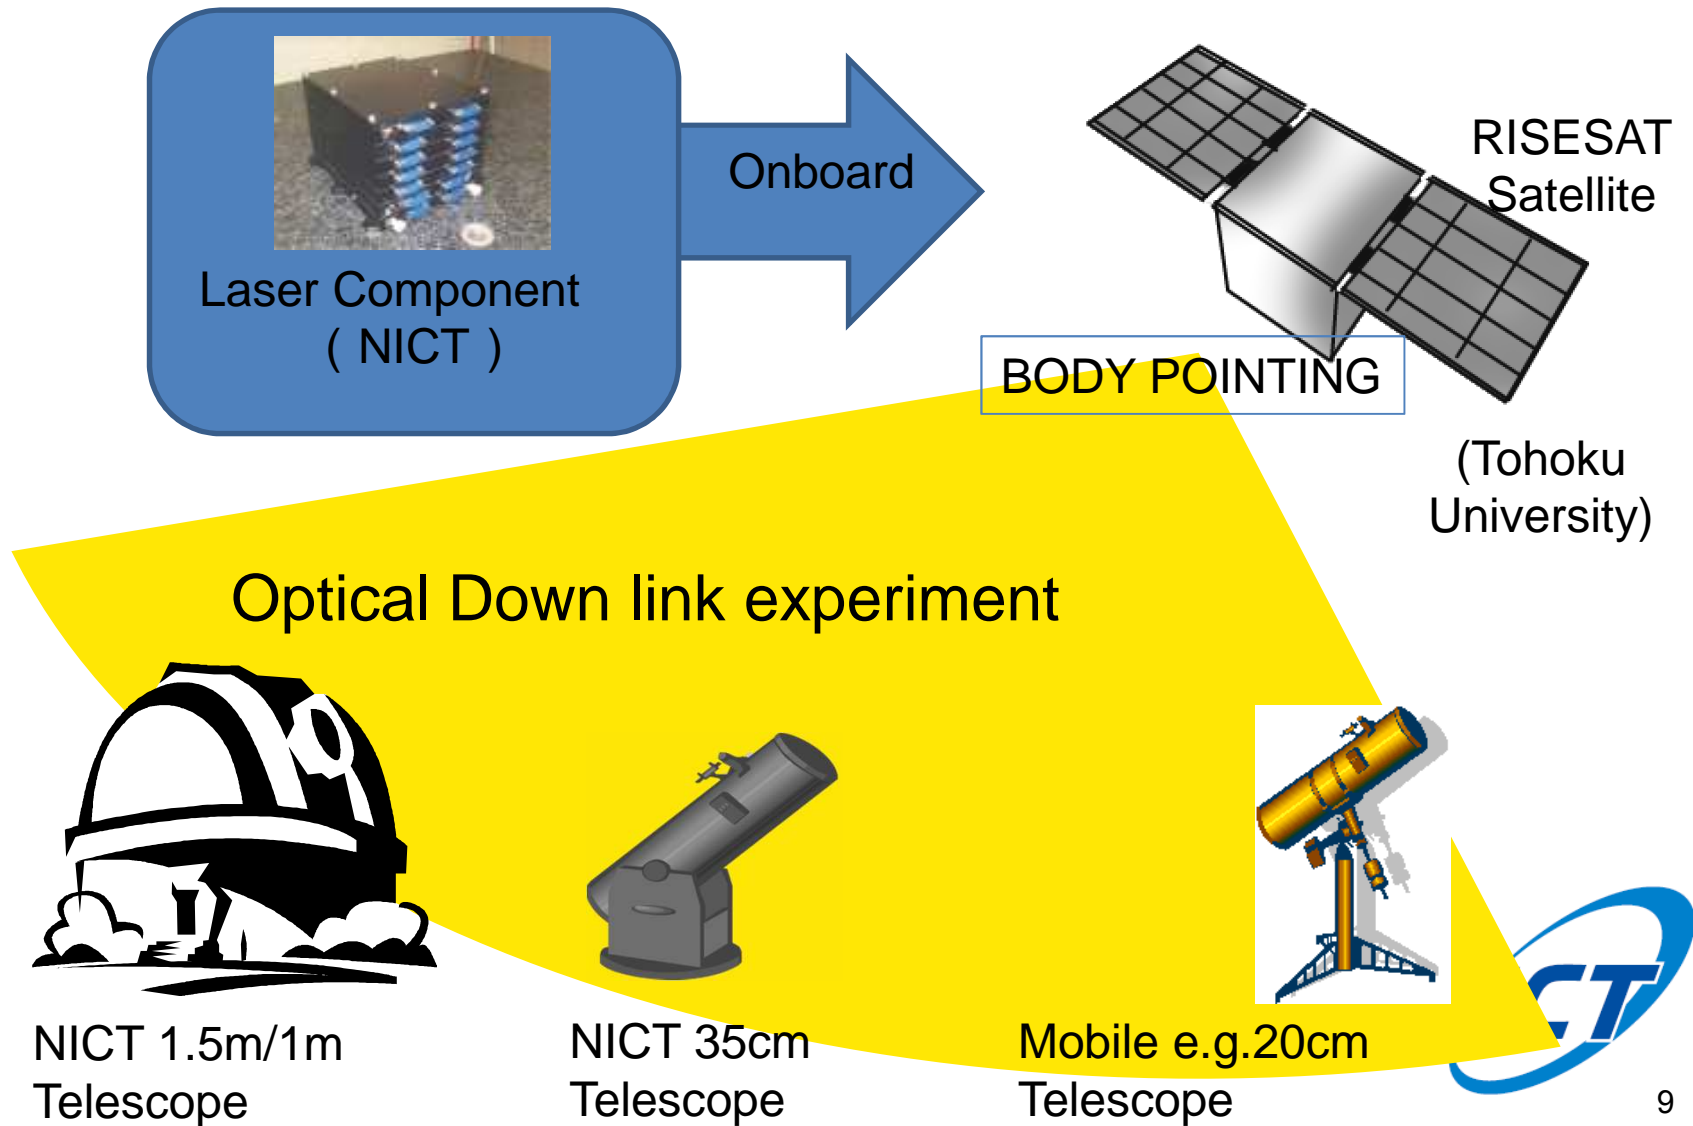 Onboard
RISESAT
Satellite
Laser Component
( NICT )
BODY POINTING
(Tohoku
University)
Optical Down link experiment
NICT 1.5m/1m
Telescope
NICT 35cm
Telescope
Mobile e.g.20cm
Telescope
CT
9